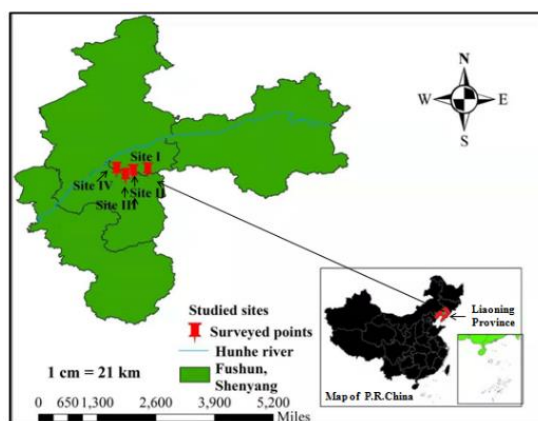 N
W E
S
Site I
Site IV
Site II
Site III
Studied sites
Surveyed points
Hunhe river
Fushun,
Shenyang
1 cm = 21 km
0 650 1,300 2,600 3,900 5,200
Miles
Liaoning
Province
Map of P.R.China